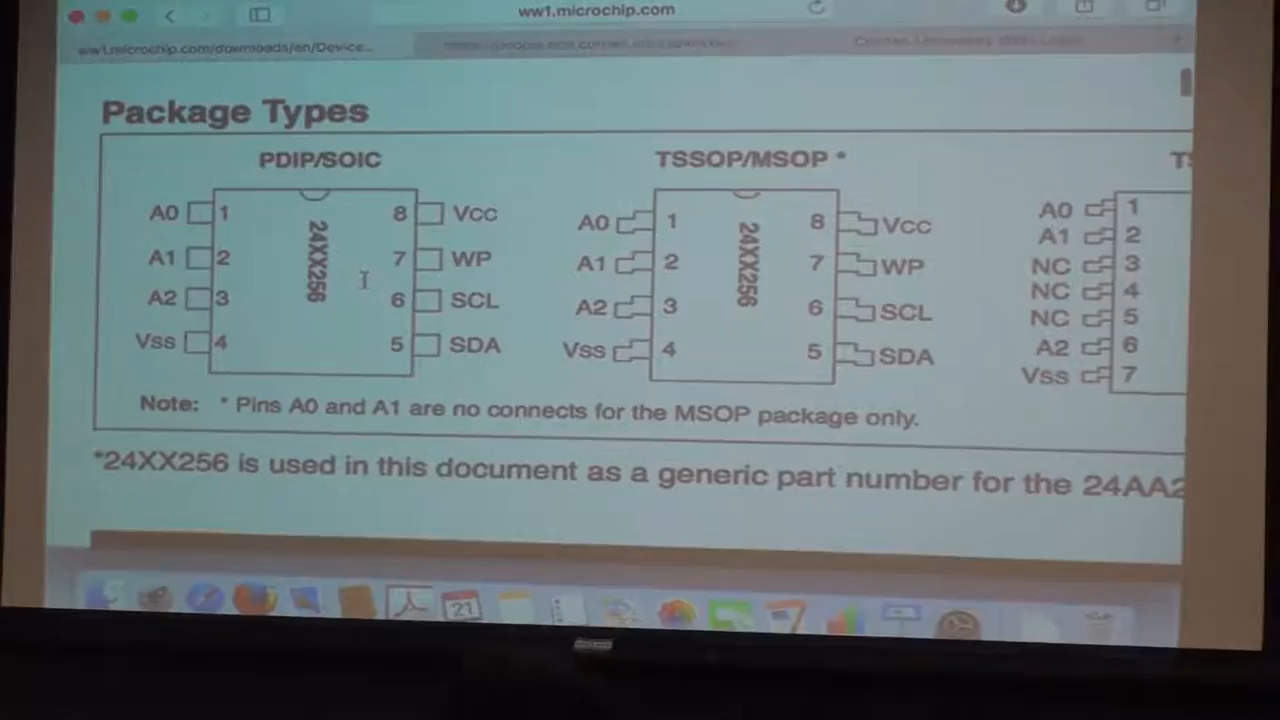 ww1.microchip.com
ww1.microchip.com/downloads/en/Device...
Package Types
PDIP/SOIC
A0 1 8 Vcc
A1 2 7 WP
A2 3 6 SCL
Vss 4 5 SDA
24XX256
TSSOP/MSOP *
A0 1 8 Vcc
A1 2 7 WP
A2 3 6 SCL
Vss 4 5 SDA
24XX256
A0 1
A1 2
NC 3
NC 4
NC 5
A2 6
Vss 7
Note: * Pins A0 and A1 are no connects for the MSOP package only.
*24XX256 is used in this document as a generic part number for the 24AA2
21